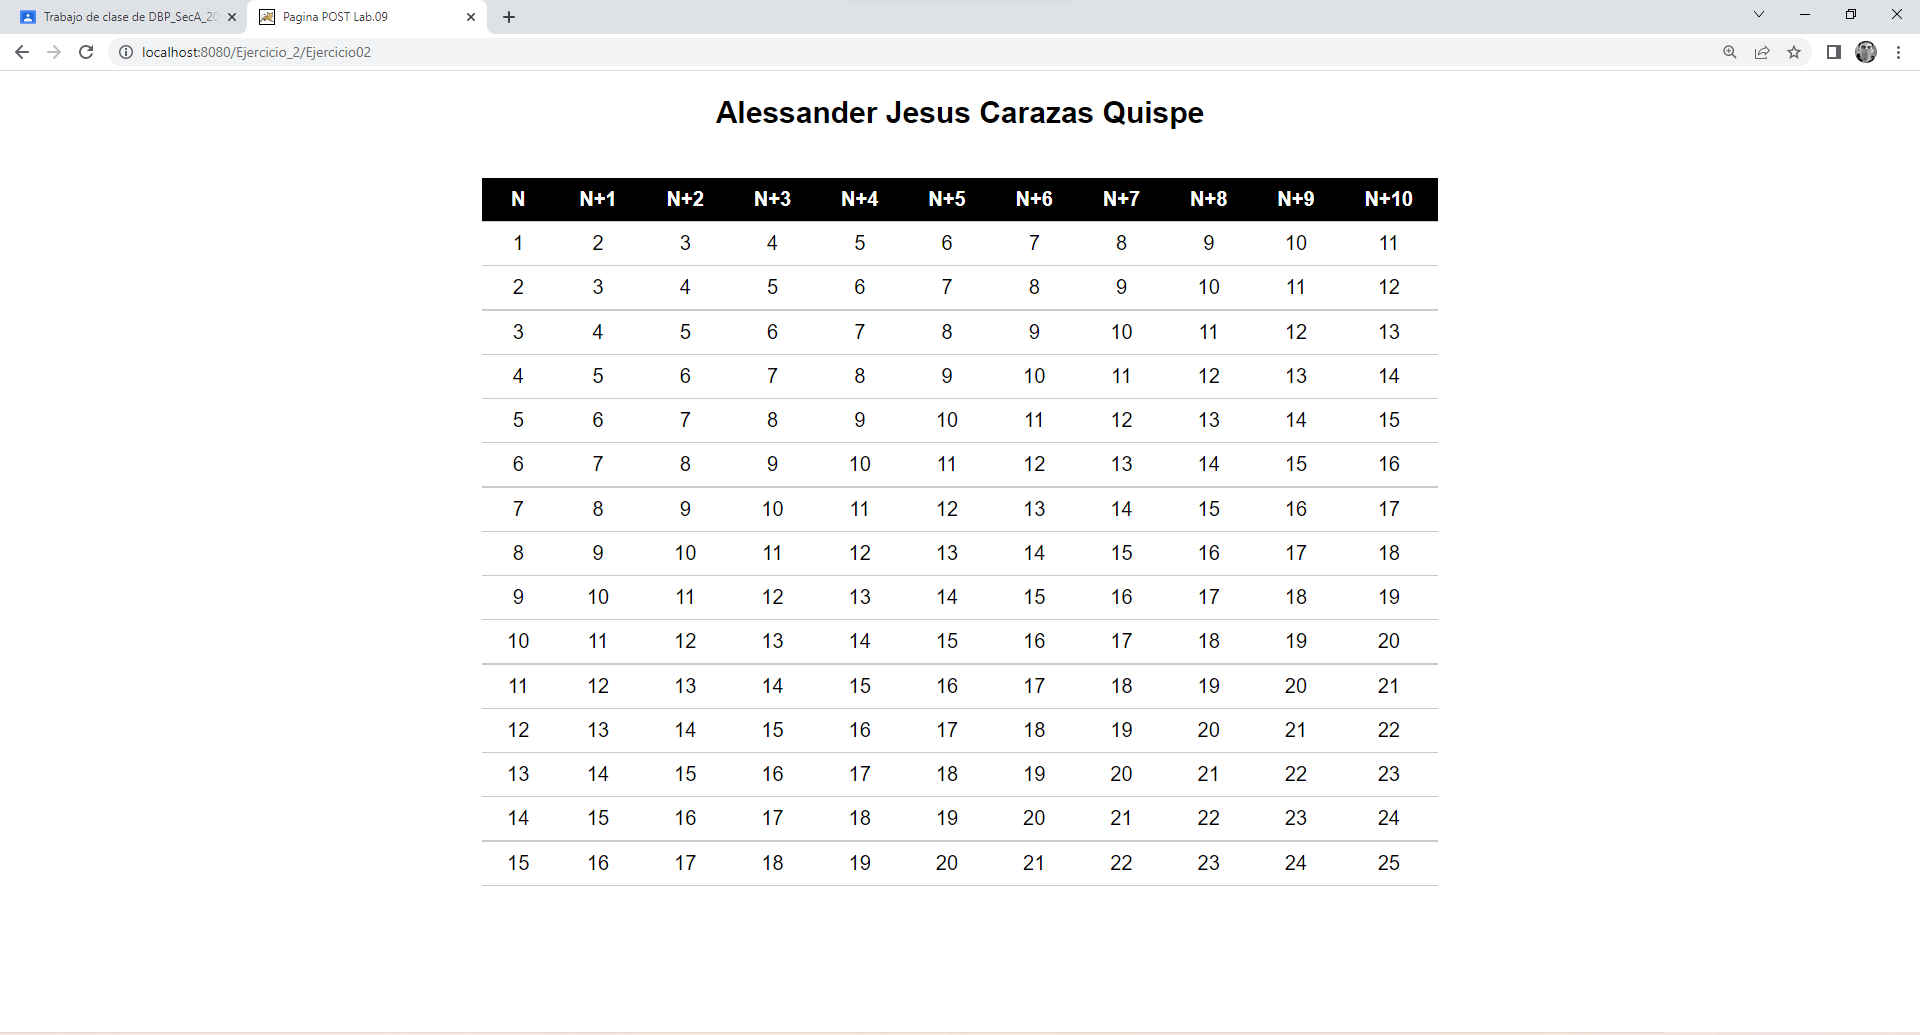 Trabajo de clase de DBP_SecA_20
Pagina POST Lab.09
localhost:8080/Ejercicio_2/Ejercicio02
Alessander Jesus Carazas Quispe
N N+1 N+2 N+3 N+4 N+5 N+6 N+7 N+8 N+9 N+10
1 2 3 4 5 6 7 8 9 10 11
2 3 4 5 6 7 8 9 10 11 12
3 4 5 6 7 8 9 10 11 12 13
4 5 6 7 8 9 10 11 12 13 14
5 6 7 8 9 10 11 12 13 14 15
6 7 8 9 10 11 12 13 14 15 16
7 8 9 10 11 12 13 14 15 16 17
8 9 10 11 12 13 14 15 16 17 18
9 10 11 12 13 14 15 16 17 18 19
10 11 12 13 14 15 16 17 18 19 20
11 12 13 14 15 16 17 18 19 20 21
12 13 14 15 16 17 18 19 20 21 22
13 14 15 16 17 18 19 20 21 22 23
14 15 16 17 18 19 20 21 22 23 24
15 16 17 18 19 20 21 22 23 24 25